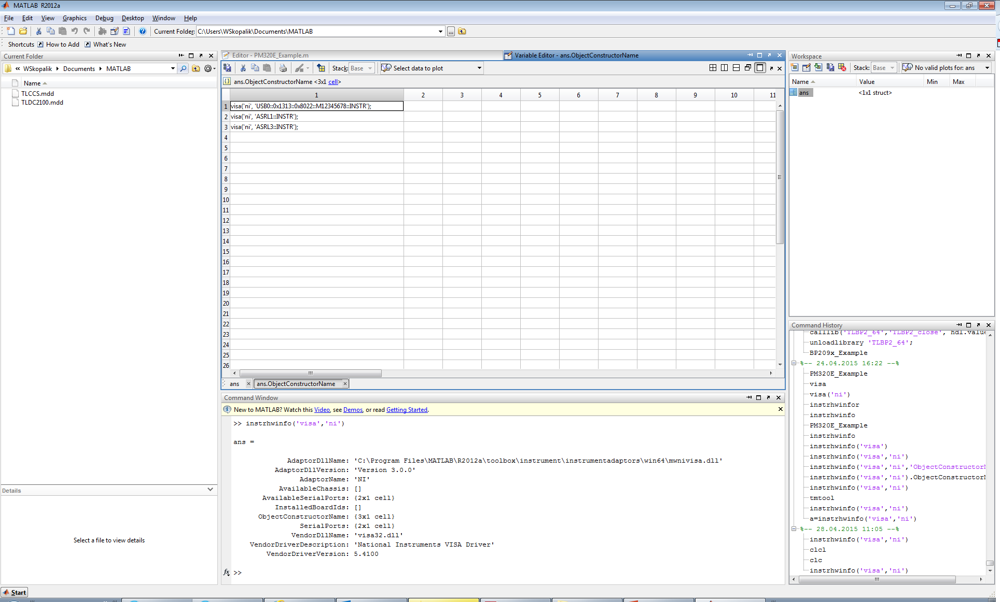 MATLAB R2012a
File Edit View Graphics Debug Desktop Window Help
Current Folder: C:\Users\WSkopalik\Documents\MATLAB ...
Shortcuts How to Add What's New
Current Folder
« WSkopalik Documents MATLAB
Name
TLCCS.mdd
TLDC2100.mdd
Details
Select a file to view details
Editor - PM320E_Example.m
Variable Editor - ans.ObjectConstructorName
Stack: Base Select data to plot
ans.ObjectConstructorName <3x1 cell>
1 2 3 4 5 6 7 8 9 10 11
1 visa('ni', 'USB0::0x1313::0x8022::M12345678::INSTR');
2 visa('ni', 'ASRL1::INSTR');
3 visa('ni', 'ASRL3::INSTR');
4
5
6
7
8
9
10
11
12
13
14
15
16
17
18
19
20
21
22
23
24
25
26
ans ans.ObjectConstructorName
Command Window
New to MATLAB? Watch this Video, see Demos, or read Getting Started.
>> instrhwinfo('visa','ni')
ans =
AdaptorDllName: 'C:\Program Files\MATLAB\R2012a\toolbox\instrument\instrumentadaptors\win64\mwnivisa.dll'
AdaptorDllVersion: 'Version 3.0.0'
AdaptorName: 'NI'
AvailableChassis: []
AvailableSerialPorts: {2x1 cell}
InstalledBoardIds: []
ObjectConstructorName: {3x1 cell}
SerialPorts: {2x1 cell}
VendorDllName: 'visa32.dll'
VendorDriverDescription: 'National Instruments VISA Driver'
VendorDriverVersion: 5.4100
fx >>
Workspace
Stack: Base No valid plots for: ans
Name Value Min Max
ans <1x1 struct>
Command History
calllib('TLBP2_64','TLBP2_close', hdl.value
unloadlibrary 'TLBP2_64';
BP209x_Example
%-- 24.04.2015 16:22 --%
PM320E_Example
visa
visa('ni')
instrhwinfor
instrhwinfo
PM320E_Example
instrhwinfo
instrhwinfo('visa')
instrhwinfo('visa','ni')
instrhwinfo('visa','ni','ObjectConstructorN
instrhwinfo('visa','ni').ObjectConstructorN
instrhwinfo('visa','ni')
tmtool
instrhwinfo('visa','ni')
a=instrhwinfo('visa','ni')
%-- 28.04.2015 11:05 --%
instrhwinfo('visa','ni')
clcl
clc
instrhwinfo('visa','ni')
Start